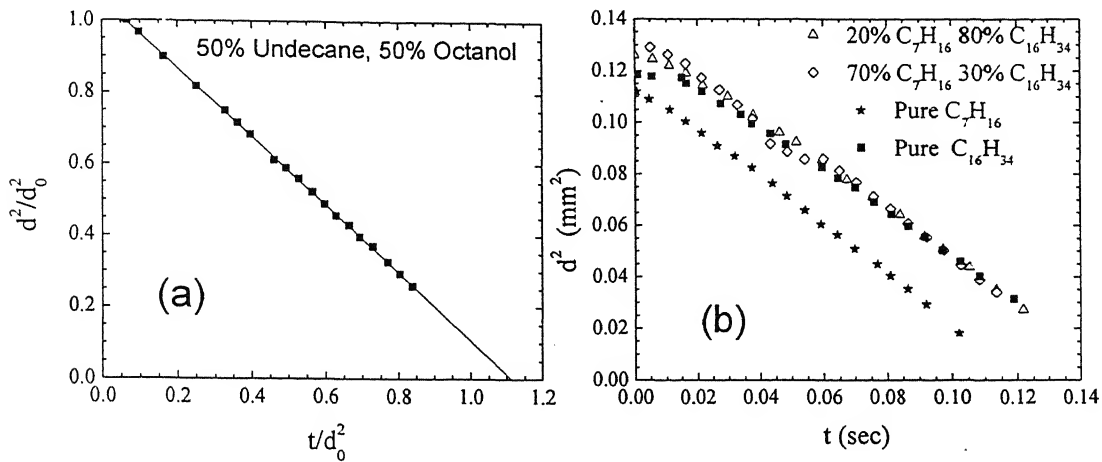 50% Undecane, 50% Octanol
(a)
d²/d₀²
1.0
0.8
0.6
0.4
0.2
0.0
0.0 0.2 0.4 0.6 0.8 1.0 1.2
t/d₀²
△ 20% C₇H₁₆ 80% C₁₆H₃₄
◇ 70% C₇H₁₆ 30% C₁₆H₃₄
★ Pure C₇H₁₆
■ Pure C₁₆H₃₄
(b)
d² (mm²)
0.14
0.12
0.10
0.08
0.06
0.04
0.02
0.00
0.00 0.02 0.04 0.06 0.08 0.10 0.12 0.14
t (sec)